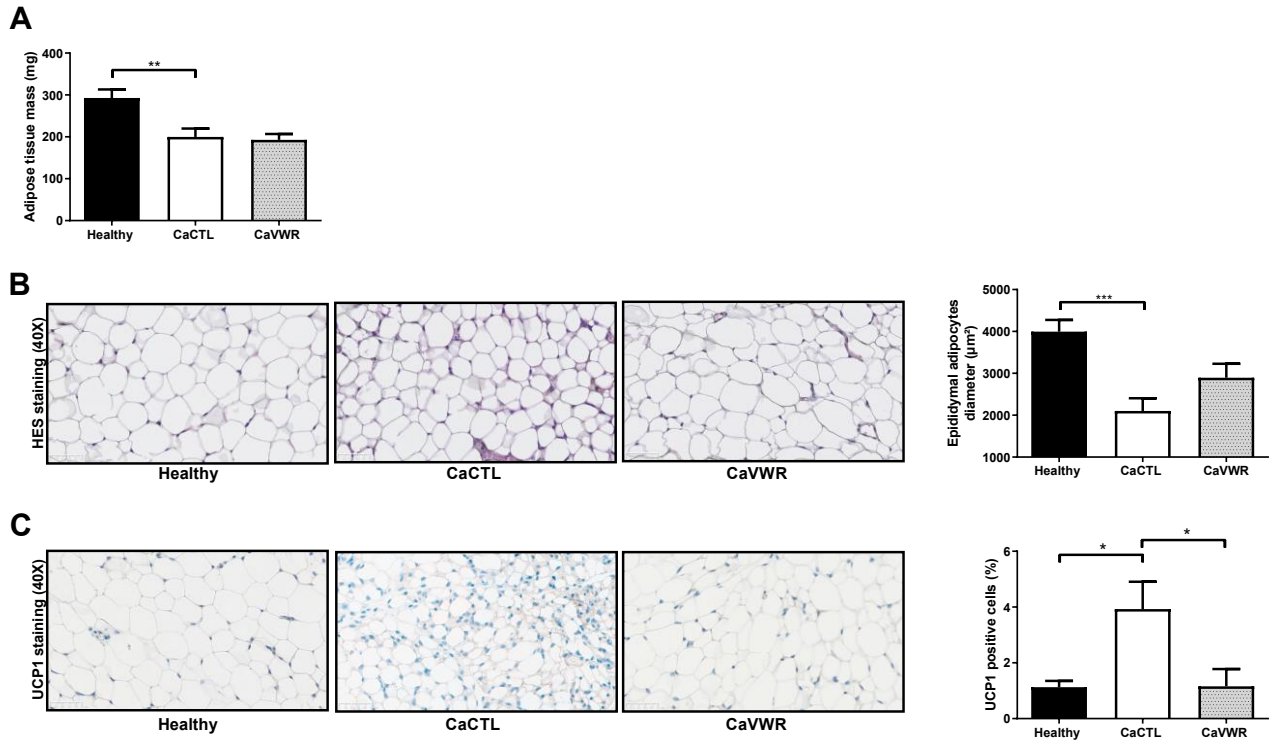 A
Adipose tissue mass (mg)
400
300
200
100
0
**
Healthy
CaCTL
CaVWR
B
HES staining (40X)
Healthy
CaCTL
CaVWR
Epididymal adipocytes
diameter (µm²)
5000
4000
3000
2000
1000
***
Healthy
CaCTL
CaVWR
C
UCP1 staining (40X)
Healthy
CaCTL
CaVWR
UCP1 positive cells (%)
6
4
2
0
*
*
Healthy
CaCTL
CaVWR